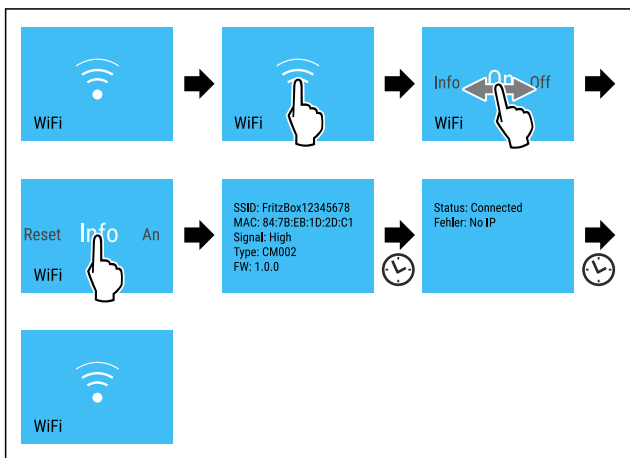 WiFi
WiFi
Info On Off
WiFi
Reset Info An
WiFi
SSID: FritzBox12345678
MAC: 84:7B:EB:1D:2D:C1
Signal: High
Type: CM002
FW: 1.0.0
Status: Connected
Fehler: No IP
WiFi